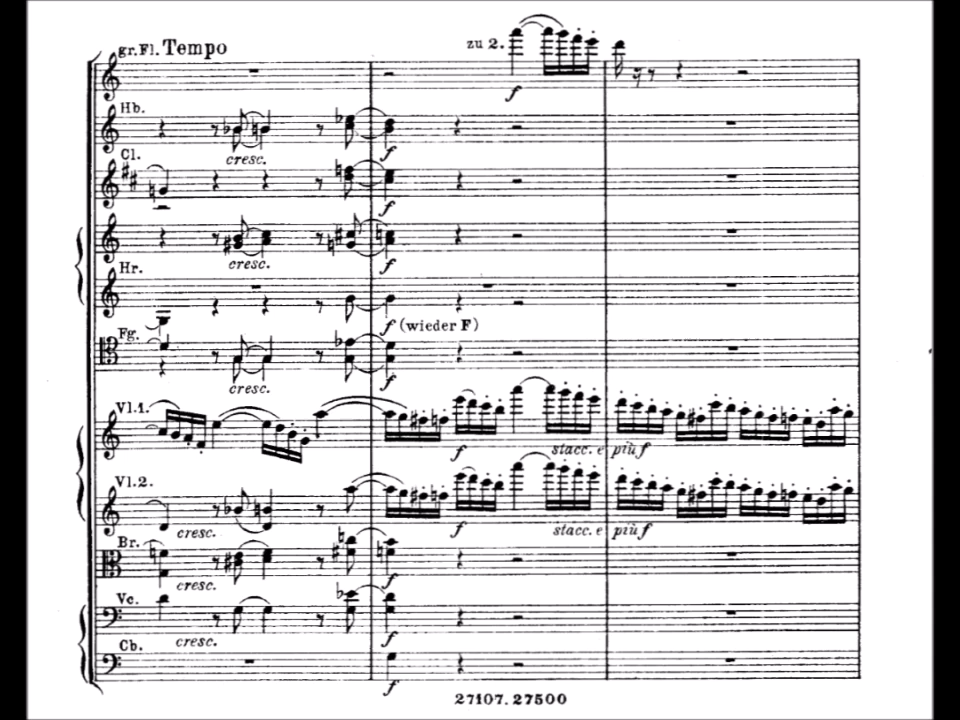 gr. Fl. Tempo
zu 2.
f
Hb.
cresc.
f
Cl.
f
cresc.
f
Hr.
f (wieder F)
Fg.
cresc.
f
Vl. 1.
f
stacc. e più f
Vl. 2.
cresc.
f
stacc. e più f
Br.
cresc.
f
Vc.
cresc.
f
Cb.
f
27107. 27500